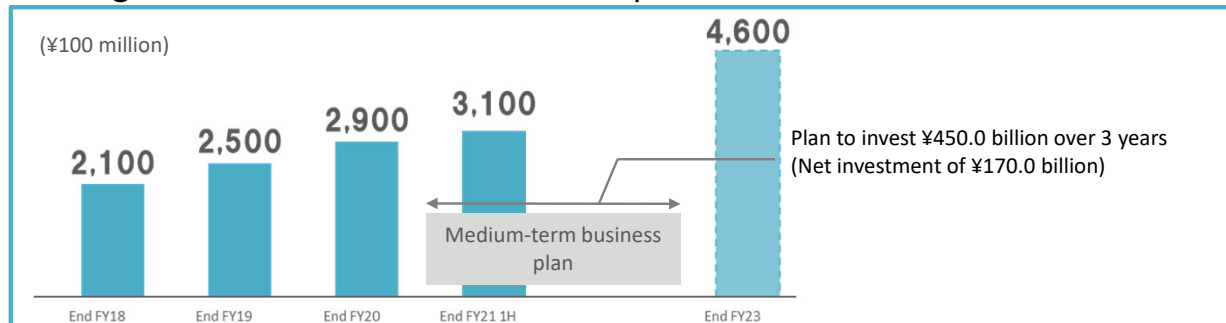 (¥100 million)
4,600
3,100
2,900
2,500
2,100
Plan to invest ¥450.0 billion over 3 years
(Net investment of ¥170.0 billion)
Medium-term business
plan
End FY18
End FY19
End FY20
End FY21 1H
End FY23